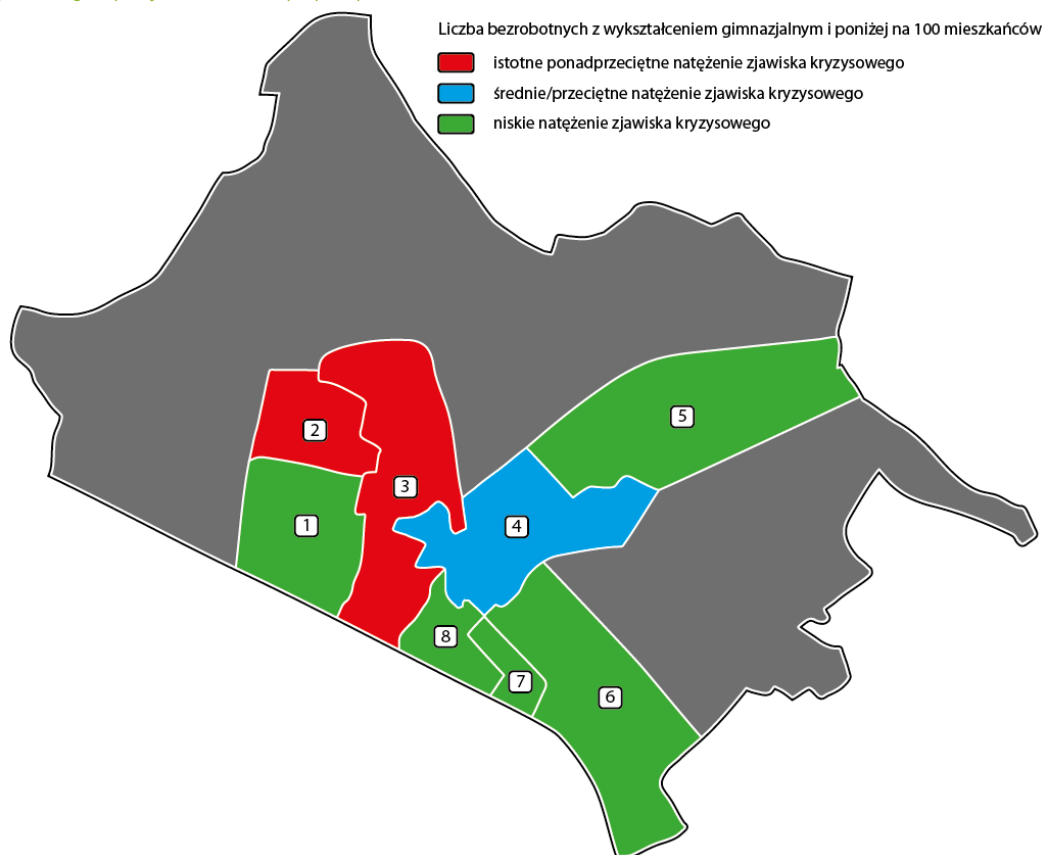 Liczba bezrobotnych z wykształceniem gimnazjalnym i poniżej na 100 mieszkańców
istotne ponadprzeciętne natężenie zjawiska kryzysowego
średnie/przeciętne natężenie zjawiska kryzysowego
niskie natężenie zjawiska kryzysowego
5
2
3
1
4
8
7
6